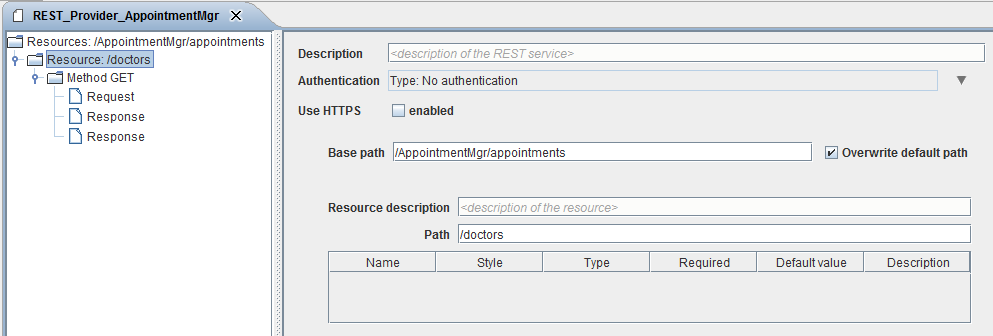 REST_Provider_AppointmentMgr
Resources: /AppointmentMgr/appointments
Resource: /doctors
Method GET
Request
Response
Response
Description <description of the REST service>
Authentication Type: No authentication
Use HTTPS enabled
Base path /AppointmentMgr/appointments Overwrite default path
Resource description <description of the resource>
Path /doctors
Name Style Type Required Default value Description